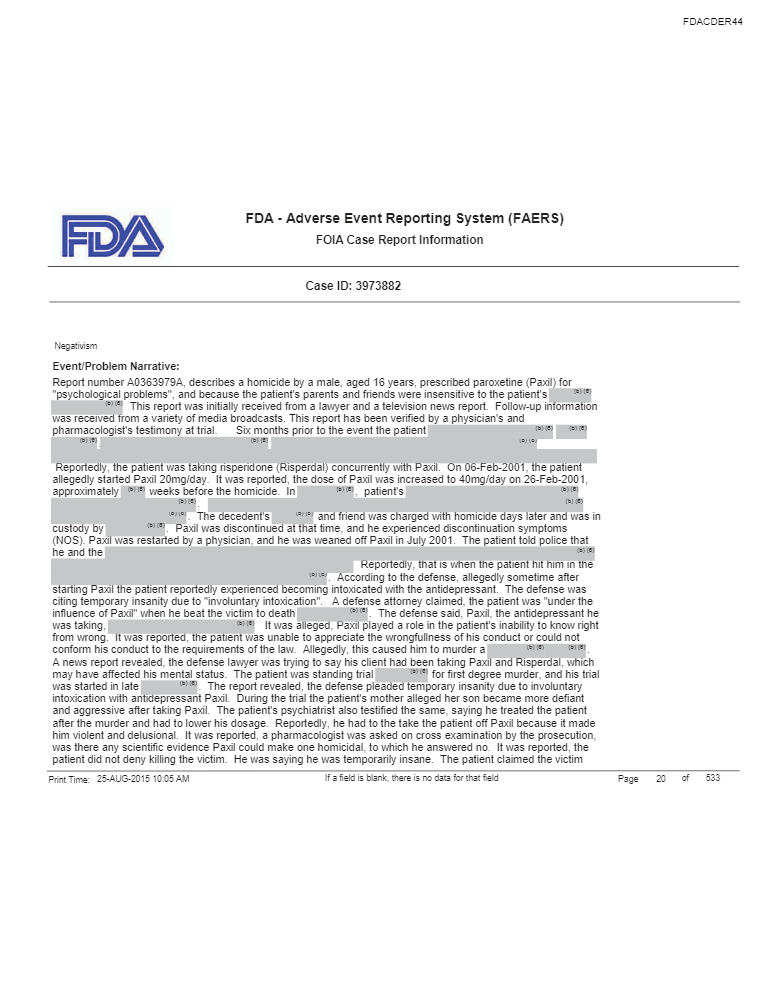 FDACDER44
FDA
FDA - Adverse Event Reporting System (FAERS)
FOIA Case Report Information
Case ID: 3973882
Negativism
Event/Problem Narrative:
Report number A0363979A, describes a homicide by a male, aged 16 years, prescribed paroxetine (Paxil) for
"psychological problems", and because the patient's parents and friends were insensitive to the patient's (b) (6)
(b) (6) This report was initially received from a lawyer and a television news report. Follow-up information
was received from a variety of media broadcasts. This report has been verified by a physician's and
pharmacologist's testimony at trial. Six months prior to the event the patient (b) (6) (b) (6)
(b) (6). (b) (6) (b) (6)
Reportedly, the patient was taking risperidone (Risperdal) concurrently with Paxil. On 06-Feb-2001, the patient
allegedly started Paxil 20mg/day. It was reported, the dose of Paxil was increased to 40mg/day on 26-Feb-2001,
approximately (b) (6) weeks before the homicide. In (b) (6), patient's (b) (6)
(b) (6). (b) (6)
(b) (6). The decedent's (b) (6) and friend was charged with homicide days later and was in
custody by (b) (6). Paxil was discontinued at that time, and he experienced discontinuation symptoms
(NOS). Paxil was restarted by a physician, and he was weaned off Paxil in July 2001. The patient told police that
he and the (b) (6)
Reportedly, that is when the patient hit him in the
(b) (6). According to the defense, allegedly sometime after
starting Paxil the patient reportedly experienced becoming intoxicated with the antidepressant. The defense was
citing temporary insanity due to "involuntary intoxication". A defense attorney claimed, the patient was "under the
influence of Paxil" when he beat the victim to death (b) (6). The defense said, Paxil, the antidepressant he
was taking, (b) (6) It was alleged, Paxil played a role in the patient's inability to know right
from wrong. It was reported, the patient was unable to appreciate the wrongfullness of his conduct or could not
conform his conduct to the requirements of the law. Allegedly, this caused him to murder a (b) (6) (b) (6).
A news report revealed, the defense lawyer was trying to say his client had been taking Paxil and Risperdal, which
may have affected his mental status. The patient was standing trial (b) (6) for first degree murder, and his trial
was started in late (b) (6). The report revealed, the defense pleaded temporary insanity due to involuntary
intoxication with antidepressant Paxil. During the trial the patient's mother alleged her son became more defiant
and aggressive after taking Paxil. The patient's psychiatrist also testified the same, saying he treated the patient
after the murder and had to lower his dosage. Reportedly, he had to the take the patient off Paxil because it made
him violent and delusional. It was reported, a pharmacologist was asked on cross examination by the prosecution,
was there any scientific evidence Paxil could make one homicidal, to which he answered no. It was reported, the
patient did not deny killing the victim. He was saying he was temporarily insane. The patient claimed the victim
Print Time: 25-AUG-2015 10:05 AM If a field is blank, there is no data for that field Page 20 of 533